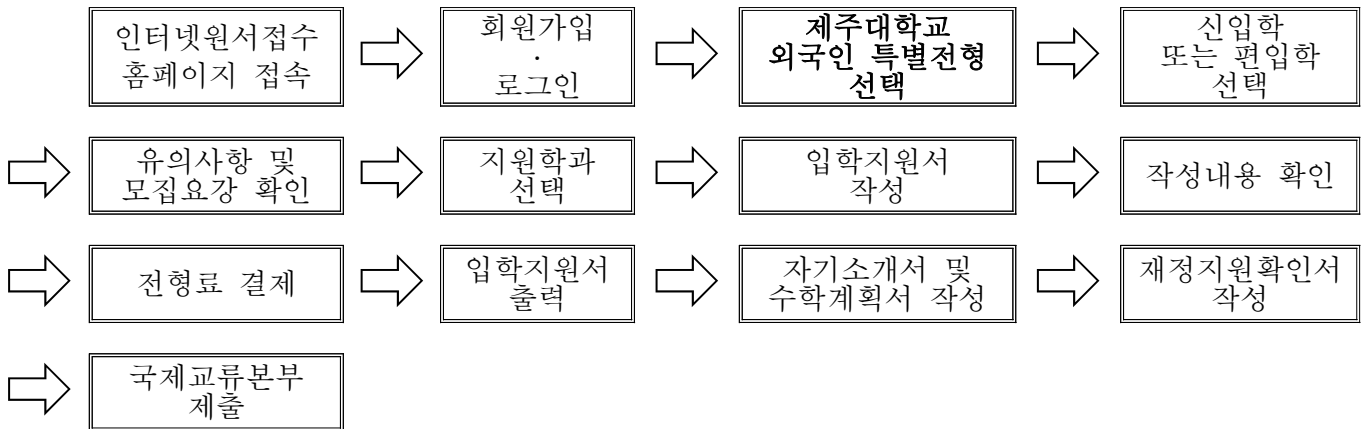 인터넷원서접수
홈페이지 접속
회원가입
·
로그인
제주대학교
외국인 특별전형
선택
신입학
또는 편입학
선택
유의사항 및
모집요강 확인
지원학과
선택
입학지원서
작성
작성내용 확인
전형료 결제
입학지원서
출력
자기소개서 및
수학계획서 작성
재정지원확인서
작성
국제교류본부
제출